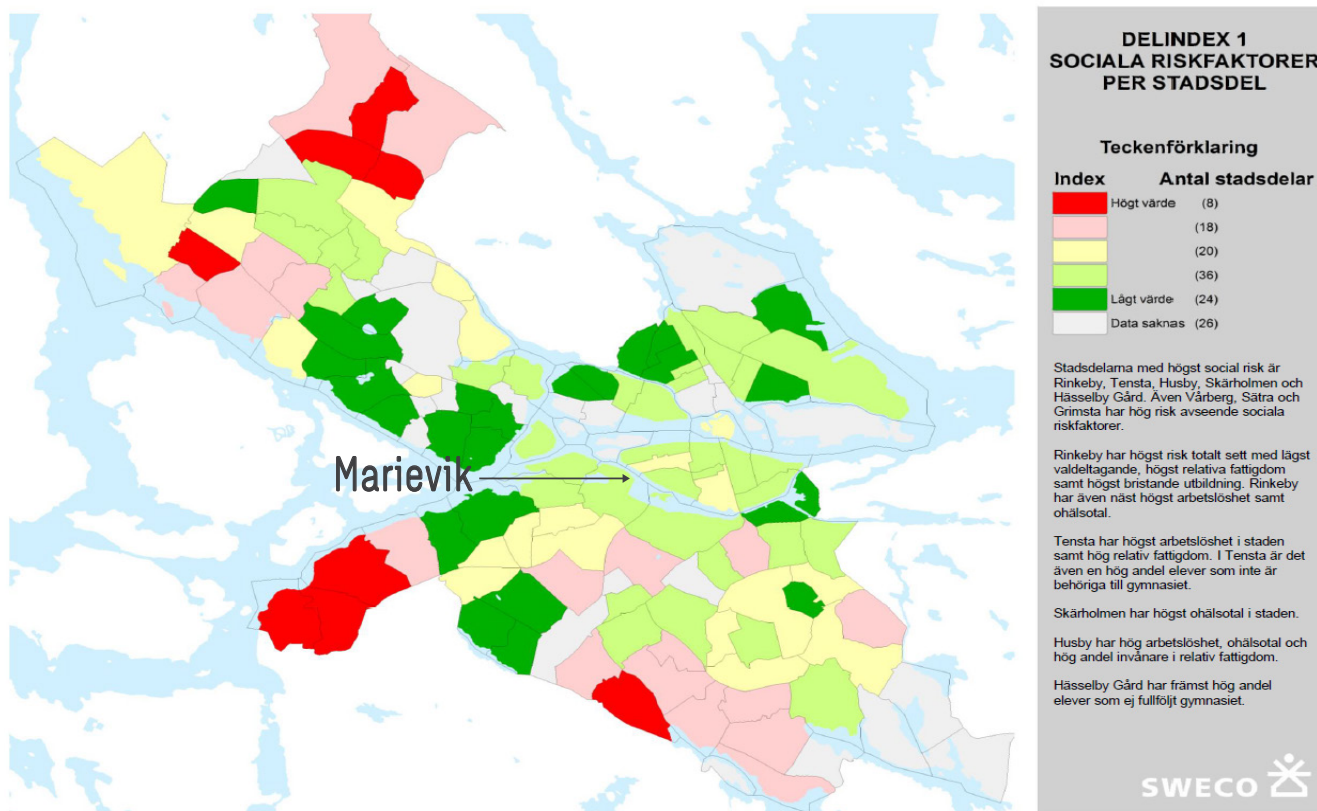 DELINDEX 1
SOCIALA RISKFAKTORER
PER STADSDEL
Teckenförklaring
Index Antal stadsdelar
Högt värde (8)
(18)
(20)
(36)
Lågt värde (24)
Data saknas (26)
Stadsdelarna med högst social risk är
Rinkeby, Tensta, Husby, Skärholmen och
Hässelby Gård. Även Vårberg, Sätra och
Grimsta har hög risk avseende sociala
riskfaktorer.
Rinkeby har högst risk totalt sett med lägst
valdeltagande, högst relativa fattigdom
samt högst bristande utbildning. Rinkeby
har även näst högst arbetslöshet samt
ohälsotal.
Tensta har högst arbetslöshet i staden
samt hög relativ fattigdom. I Tensta är det
även en hög andel elever som inte är
behöriga till gymnasiet.
Skärholmen har högst ohälsotal i staden.
Husby har hög arbetslöshet, ohälsotal och
hög andel invånare i relativ fattigdom.
Hässelby Gård har främst hög andel
elever som ej fullföljt gymnasiet.
Marievik
SWECO